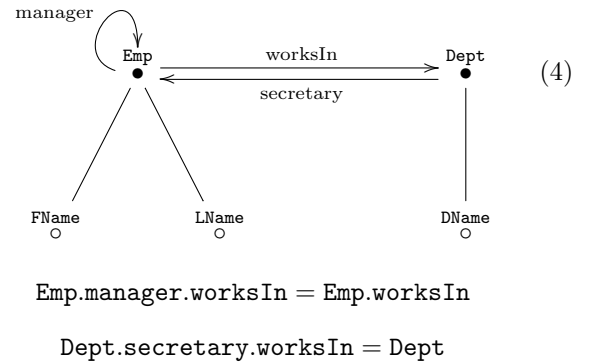 manager
Emp
worksIn
Dept
(4)
secretary
FName
LName
DName
Emp.manager.worksIn = Emp.worksIn
Dept.secretary.worksIn = Dept